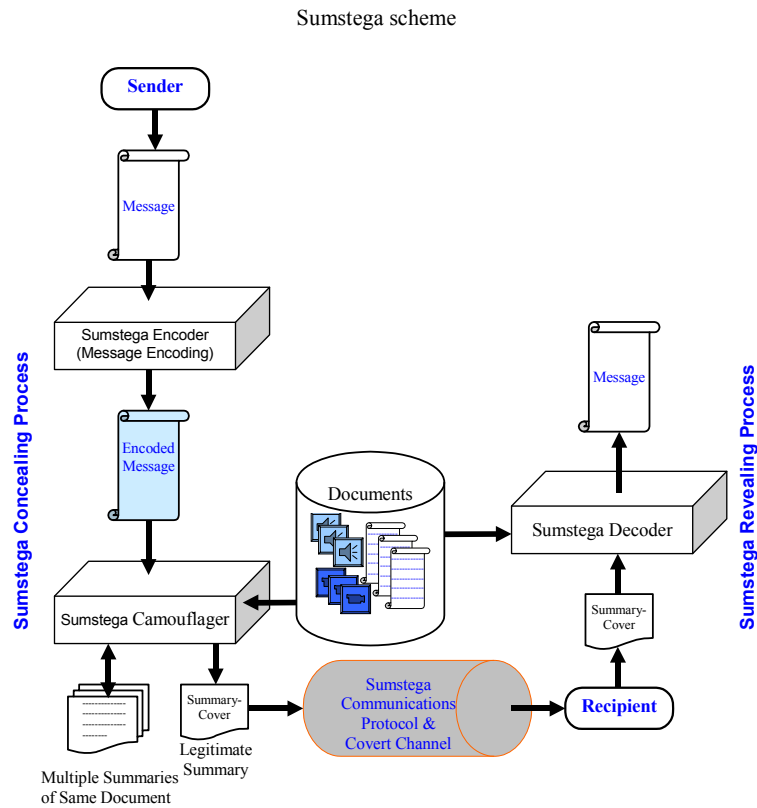 Sumstega scheme
Sender
Message
Sumstega Encoder
(Message Encoding)
Encoded
Message
Sumstega Camouflager
Multiple Summaries
of Same Document
Summary-
Cover
Legitimate
Summary
Documents
Sumstega
Communications
Protocol &
Covert Channel
Recipient
Summary-
Cover
Sumstega Decoder
Message
Sumstega Concealing Process
Sumstega Revealing Process